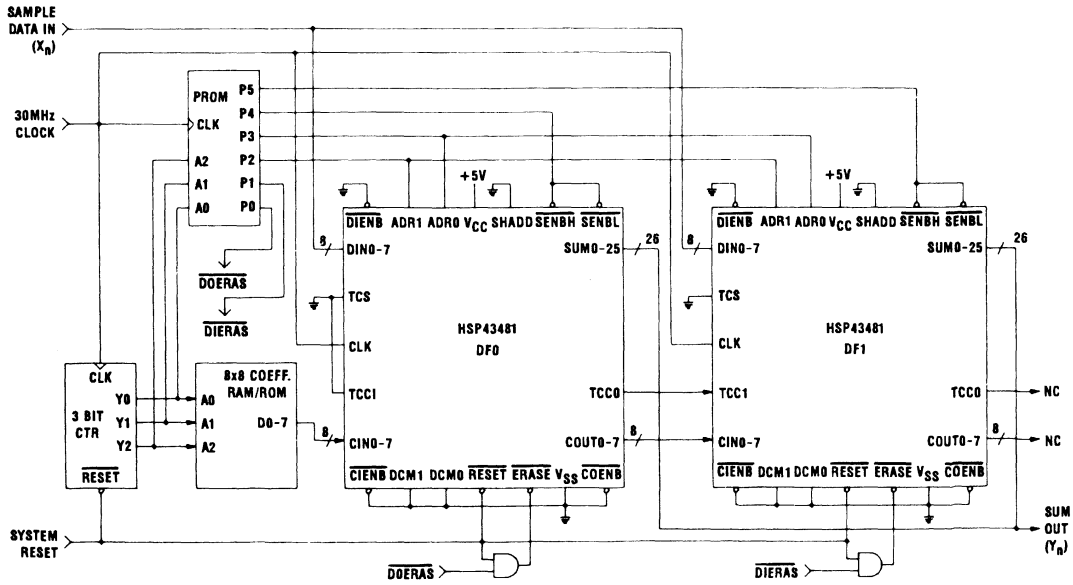 SAMPLE
DATA IN
(Xn)
30MHz
CLOCK
PROM
CLK
A2
A1
A0
P5
P4
P3
P2
P1
P0
DOERAS
DIERAS
CLK
3 BIT
CTR
Y0
Y1
Y2
RESET
8x8 COEFF.
RAM/ROM
A0
A1
A2
D0-7
SYSTEM
RESET
+5V
DIENB ADR1 ADR0 VCC SHADD SENBH SENBL
8
DIN0-7
SUM0-25
26
TCS
HSP43481
DF0
CLK
TCCI
TCCO
8
CIN0-7
COUT0-7
8
CIENB DCM1 DCM0 RESET ERASE VSS COENB
DOERAS
+5V
DIENB ADR1 ADR0 VCC SHADD SENBH SENBL
8
DIN0-7
SUM0-25
26
TCS
HSP43481
DF1
CLK
TCC1
TCCO
NC
CIN0-7
COUT0-7
8
NC
CIENB DCM1 DCM0 RESET ERASE VSS COENB
DIERAS
SUM
OUT
(Yn)